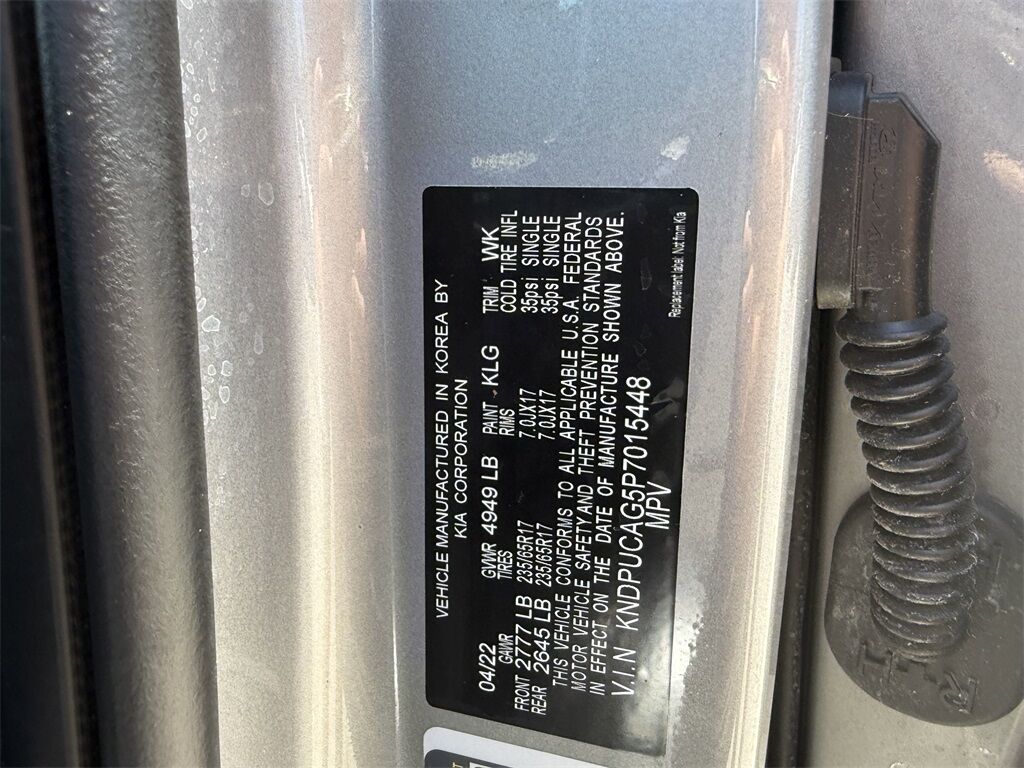 VEHICLE MANUFACTURED IN KOREA BY
KIA CORPORATION
04/22 GVWR 4949 LB PAINT KLG TRIM WK
GAWR TIRES RIMS COLD TIRE INFL
FRONT 2777 LB 235/65R17 7.0JX17 35psi SINGLE
REAR 2645 LB 235/65R17 7.0JX17 35psi SINGLE
THIS VEHICLE CONFORMS TO ALL APPLICABLE U.S.A. FEDERAL
MOTOR VEHICLE SAFETY AND THEFT PREVENTION STANDARDS
IN EFFECT ON THE DATE OF MANUFACTURE SHOWN ABOVE.
V.I.N KNDPUCAG5P7015448
MPV
Replacement label. Not from Kia